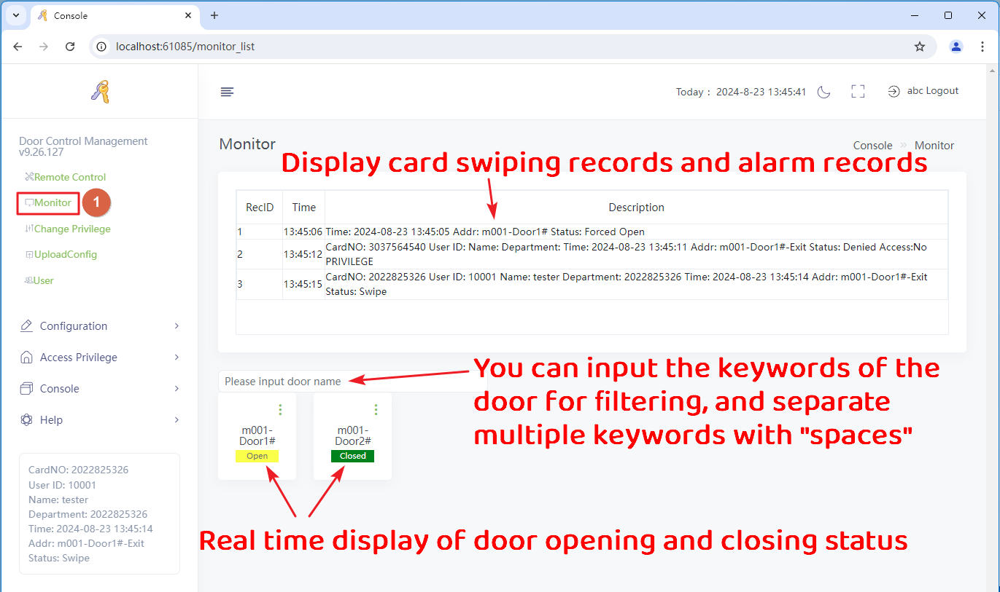 Console
localhost:61085/monitor_list
Today : 2024-8-23 13:45:41
abc Logout
Door Control Management
v9.26.127
Remote Control
Monitor
1
Change Privilege
UploadConfig
User
Configuration
Access Privilege
Console
Help
CardNO: 2022825326
User ID: 10001
Name: tester
Department: 2022825326
Time: 2024-08-23 13:45:14
Addr: m001-Door1#-Exit
Status: Swipe
Monitor
Console » Monitor
Display card swiping records and alarm records
RecID Time Description
1 13:45:06 Time: 2024-08-23 13:45:05 Addr: m001-Door1# Status: Forced Open
2 13:45:12 CardNO: 3037564540 User ID: Name: Department: Time: 2024-08-23 13:45:11 Addr: m001-Door1#-Exit Status: Denied Access:No
PRIVILEGE
3 13:45:15 CardNO: 2022825326 User ID: 10001 Name: tester Department: 2022825326 Time: 2024-08-23 13:45:14 Addr: m001-Door1#-Exit
Status: Swipe
Please input door name
You can input the keywords of the
door for filtering, and separate
multiple keywords with "spaces"
m001-
Door1#
Open
m001-
Door2#
Closed
Real time display of door opening and closing status